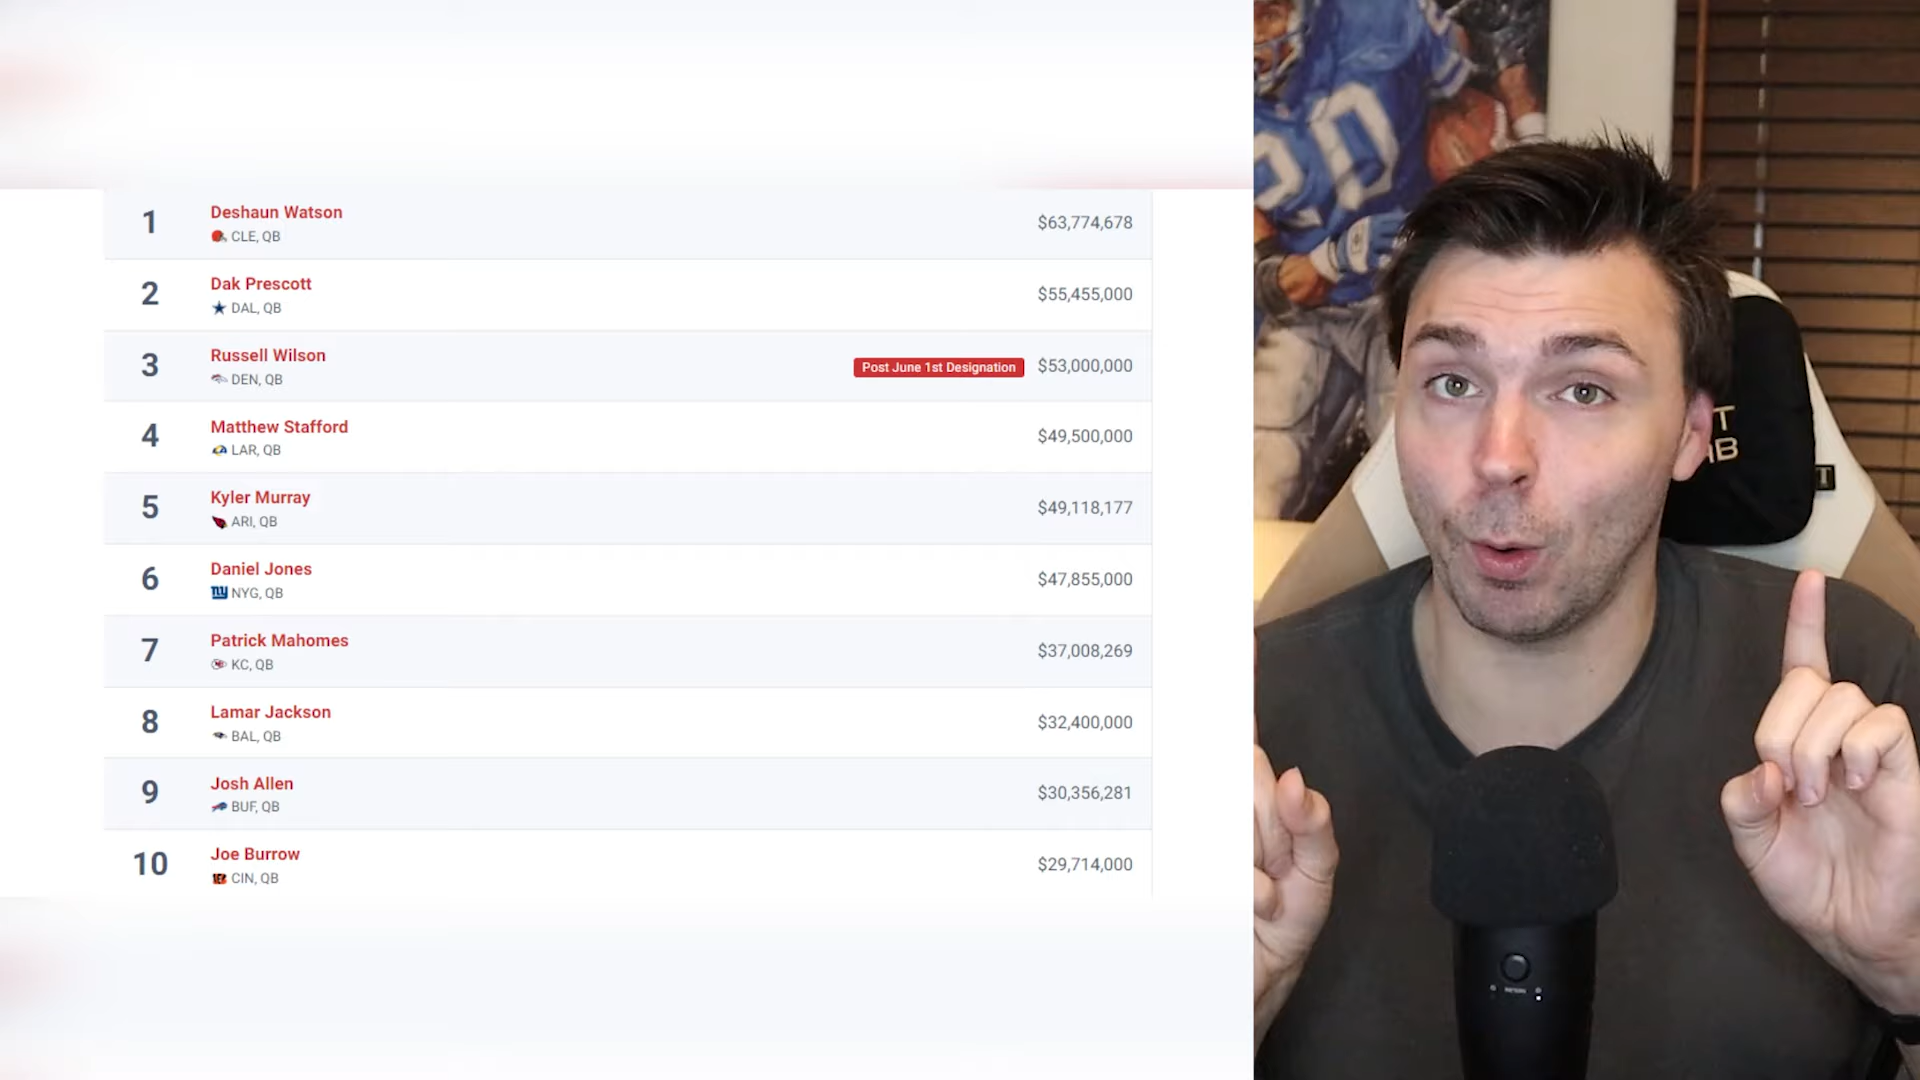 1
Deshaun Watson
CLE, QB
$63,774,678
2
Dak Prescott
DAL, QB
$55,455,000
3
Russell Wilson
DEN, QB
Post June 1st Designation
$53,000,000
4
Matthew Stafford
LAR, QB
$49,500,000
5
Kyler Murray
ARI, QB
$49,118,177
6
Daniel Jones
NYG, QB
$47,855,000
7
Patrick Mahomes
KC, QB
$37,008,269
8
Lamar Jackson
BAL, QB
$32,400,000
9
Josh Allen
BUF, QB
$30,356,281
10
Joe Burrow
CIN, QB
$29,714,000
20
T
AB
T